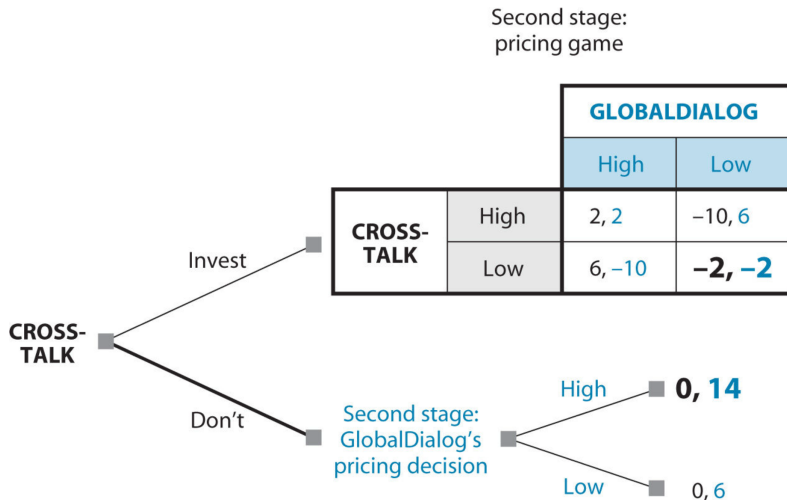 Second stage:
pricing game
GLOBALDIALOG
High Low
CROSS-
TALK
High 2, 2 –10, 6
Low 6, –10 –2, –2
Invest
CROSS-
TALK
Don't
Second stage:
GlobalDialog's
pricing decision
High 0, 14
Low 0, 6